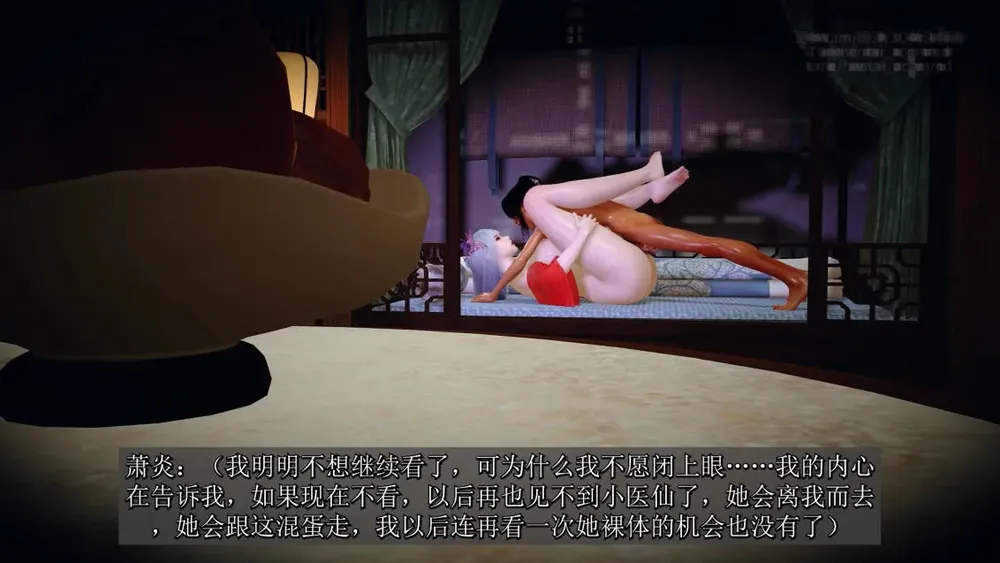 萧炎：（我明明不想继续看了，可为什么我不愿闭上眼……我的内心
在告诉我，如果现在不看，以后再也见不到小医仙了，她会离我而去
，她会跟这混蛋走，我以后连再看一次她裸体的机会也没有了）